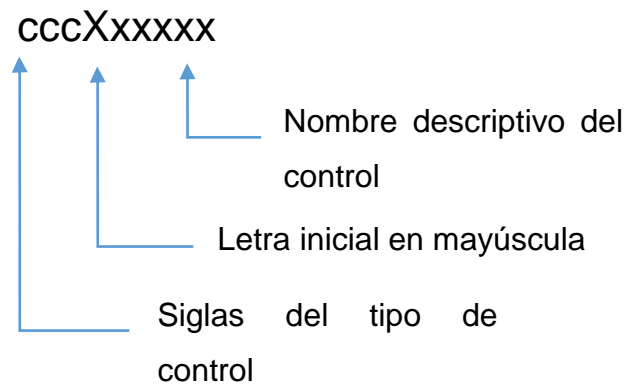 cccXxxxxx
Nombre descriptivo del
control
Letra inicial en mayúscula
Siglas del tipo de
control